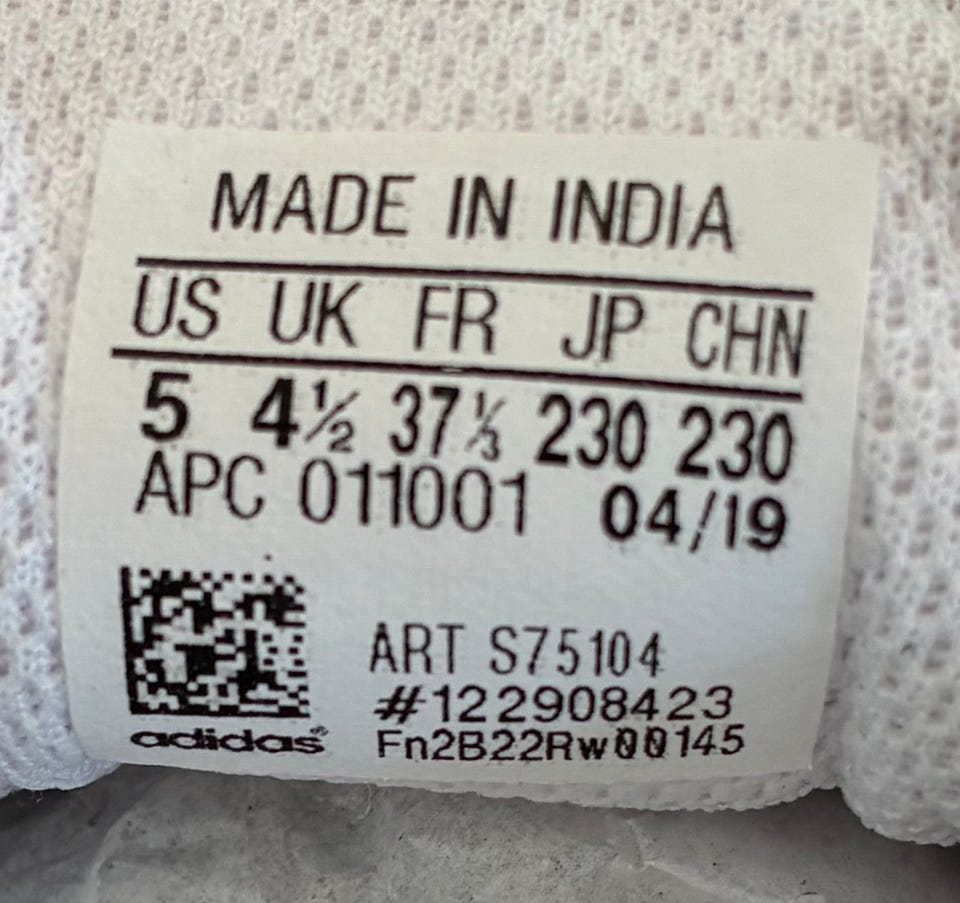 MADE IN INDIA
US UK FR JP CHN
5 4½ 37⅓ 230 230
APC 011001 04/19
ART S75104
#122908423
Fn2B22Rw00145
adidas®